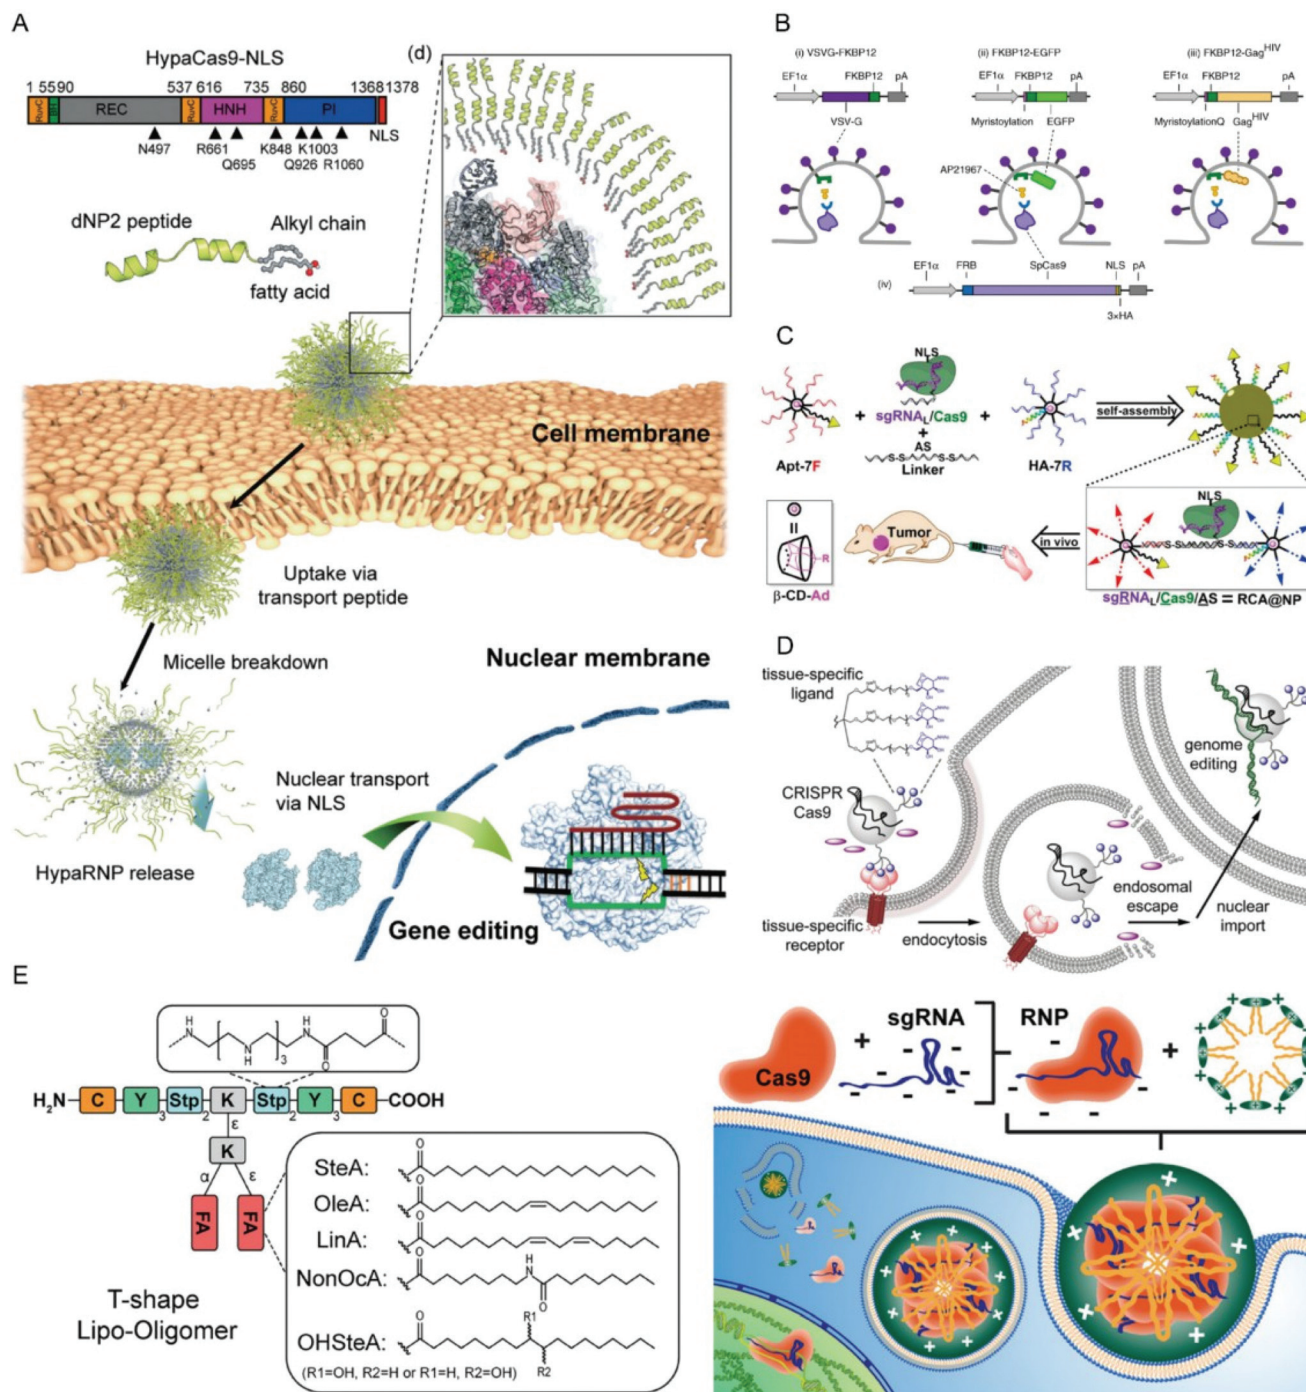 A
HypaCas9-NLS
1 5590 537 616 735 860 1368 1378
RuvC
REC
RuvC
HNH
RuvC
PI
NLS
N497 R661 K848 K1003
Q695 Q926 R1060
(d)
dNP2 peptide
Alkyl chain
fatty acid
Cell membrane
Uptake via
transport peptide
Micelle breakdown
Nuclear membrane
Nuclear transport
via NLS
HypaRNP release
Gene editing
B
(i) VSVG-FKBP12
EF1α FKBP12 pA
VSV-G
(ii) FKBP12-EGFP
EF1α FKBP12 pA
Myristoylation EGFP
(iii) FKBP12-Gag^HIV
EF1α FKBP12 pA
MyristoylationQ Gag^HIV
AP21967
(iv)
EF1α FRB SpCas9 NLS pA
3×HA
C
NLS
sgRNA_L/Cas9
+
+
+
AS
S-S S-S
Linker
Apt-7F
HA-7R
self-assembly
NLS
S-S S-S
sgRNA_L/Cas9/AS = RCA@NP
in vivo
Tumor
II
R
β-CD-Ad
D
tissue-specific
ligand
CRISPR
Cas9
tissue-specific
receptor
endocytosis
endosomal
escape
nuclear
import
genome
editing
E
H
N
N
H
3
H
N
O
O
H₂N C Y 3 Stp 2 K Stp 2 Y 3 C COOH
ε
K
α ε
FA FA
T-shape
Lipo-Oligomer
O
SteA:
O
OleA:
O
LinA:
O
H
N
NonOcA:
O
O
R1
OHSteA:
R2
(R1=OH, R2=H or R1=H, R2=OH)
Cas9
+
sgRNA
RNP
+